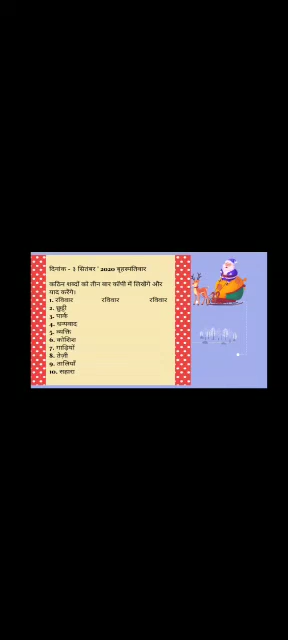 दिनांक - 3 सितंबर ' 2020 बृहस्पतिवार
कठिन शब्दों को तीन बार कॉपी में लिखेंगे और
याद करेंगे।
1. रविवार रविवार रविवार
2. छुट्टी
3. पार्क
4. धन्यवाद
5. व्यक्ति
6. कोशिश
7. गाड़ियाँ
8. तेज़ी
9. तालियाँ
10. सहारा